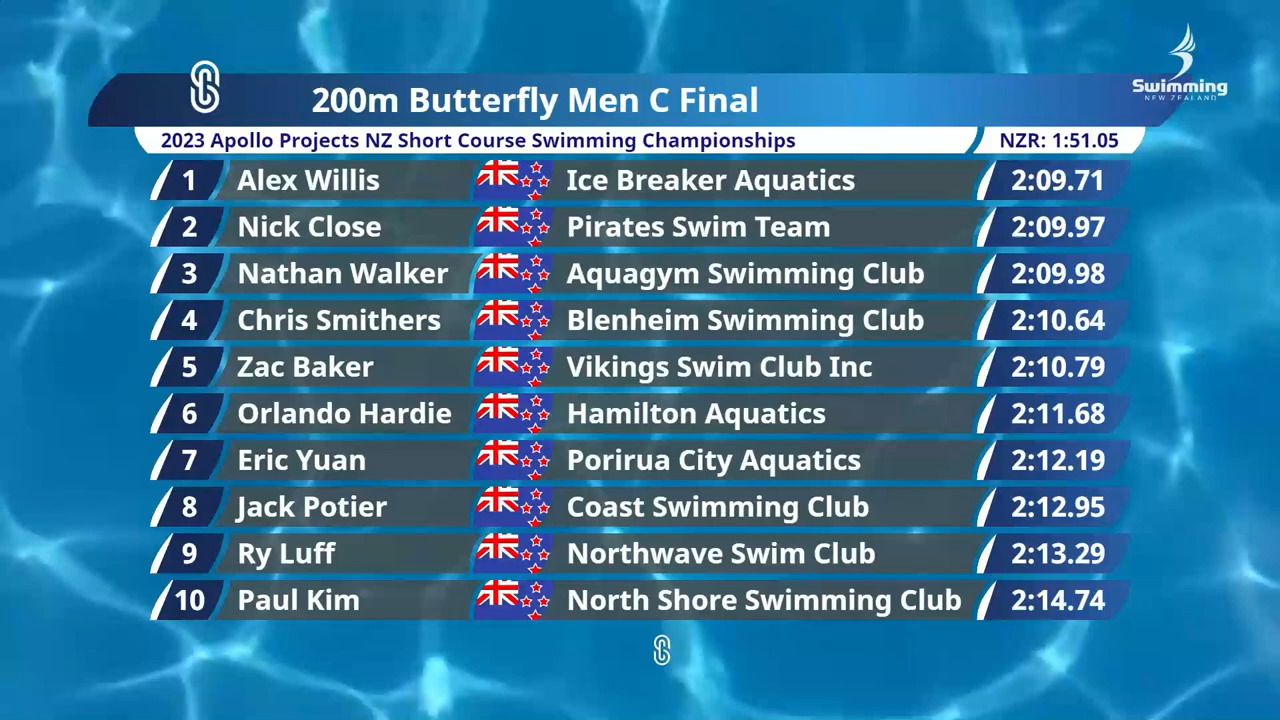 200m Butterfly Men C Final
Swimming
NEW ZEALAND
2023 Apollo Projects NZ Short Course Swimming Championships NZR: 1:51.05
1 Alex Willis Ice Breaker Aquatics 2:09.71
2 Nick Close Pirates Swim Team 2:09.97
3 Nathan Walker Aquagym Swimming Club 2:09.98
4 Chris Smithers Blenheim Swimming Club 2:10.64
5 Zac Baker Vikings Swim Club Inc 2:10.79
6 Orlando Hardie Hamilton Aquatics 2:11.68
7 Eric Yuan Porirua City Aquatics 2:12.19
8 Jack Potier Coast Swimming Club 2:12.95
9 Ry Luff Northwave Swim Club 2:13.29
10 Paul Kim North Shore Swimming Club 2:14.74